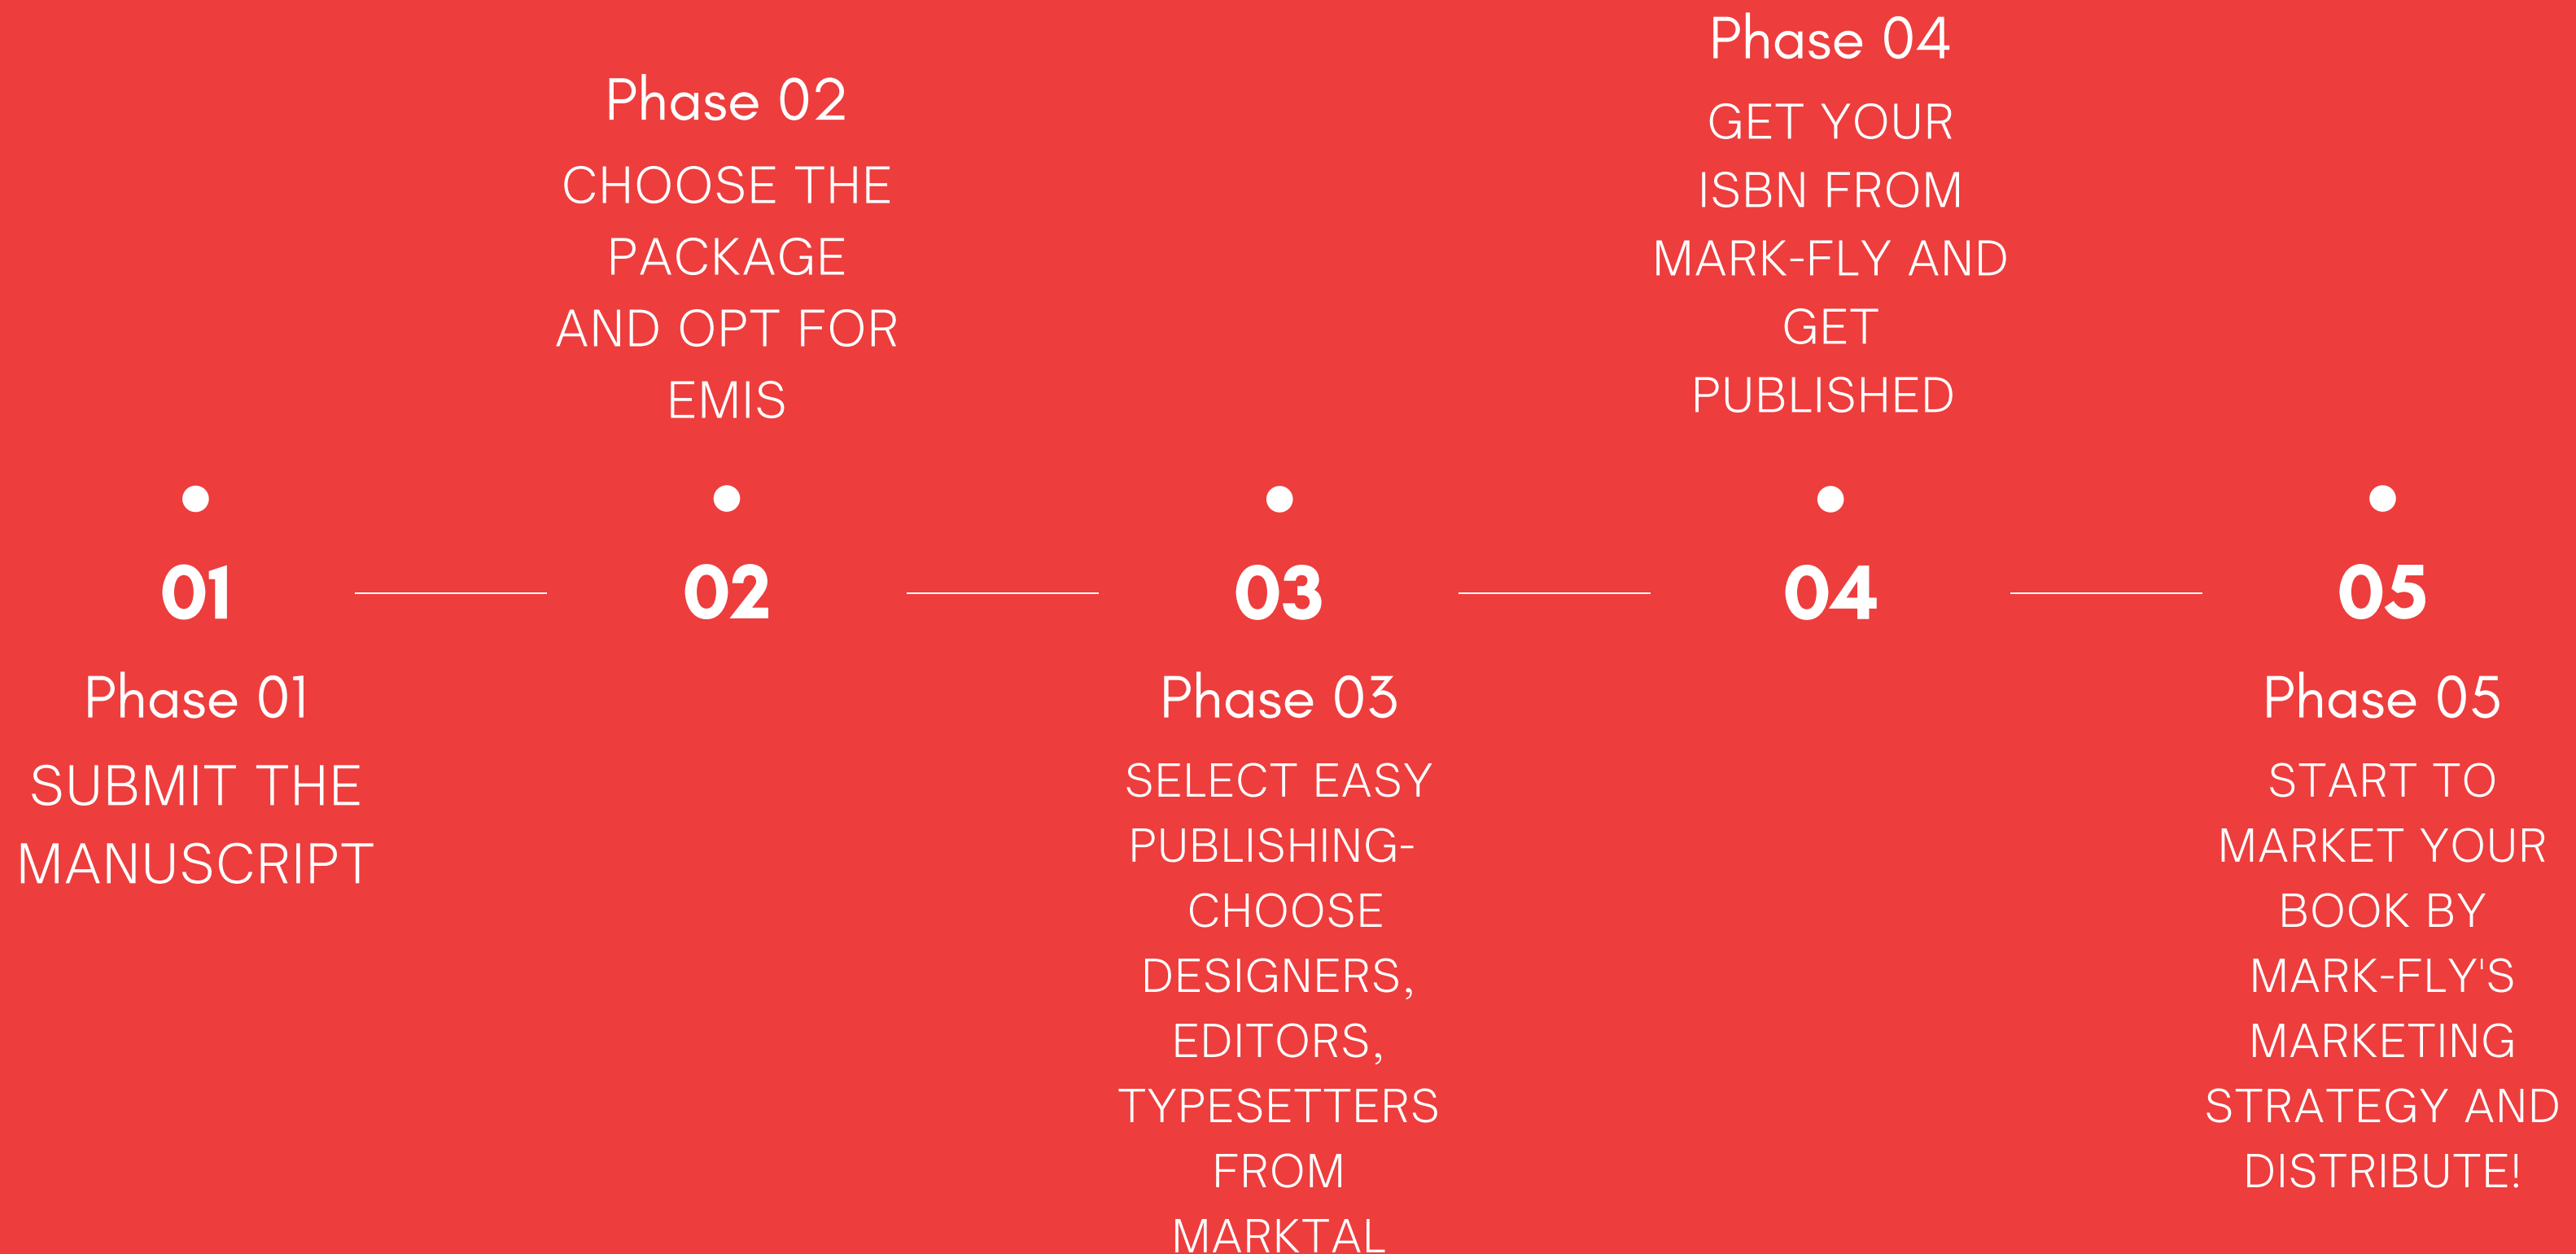 Phase 04
GET YOUR
ISBN FROM
MARK-FLY AND
GET
PUBLISHED
Phase 02
CHOOSE THE
PACKAGE
AND OPT FOR
EMIS
01
02
03
04
05
Phase 01
SUBMIT THE
MANUSCRIPT
Phase 03
SELECT EASY
PUBLISHING-
CHOOSE
DESIGNERS,
EDITORS,
TYPESETTERS
FROM
MARKTAL
Phase 05
START TO
MARKET YOUR
BOOK BY
MARK-FLY'S
MARKETING
STRATEGY AND
DISTRIBUTE!